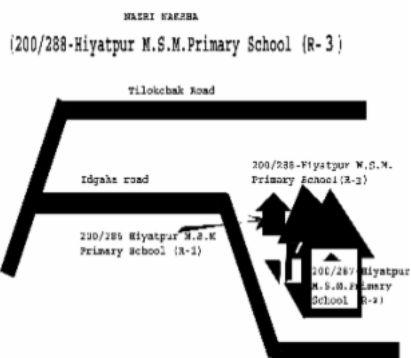 NAZRI NAKSHA
(200/288-Hiyatpur M.S.M.Primary School (R-3)
Tilokchak Road
200/288-Hiyatpur M.S.M.
Primary School(R-3)
Idgaha road
200/286 Hiyatpur M.S.M
Primary School (R-1)
200/287-Hiyatpur
M.S.M.Primary
School (R-2)